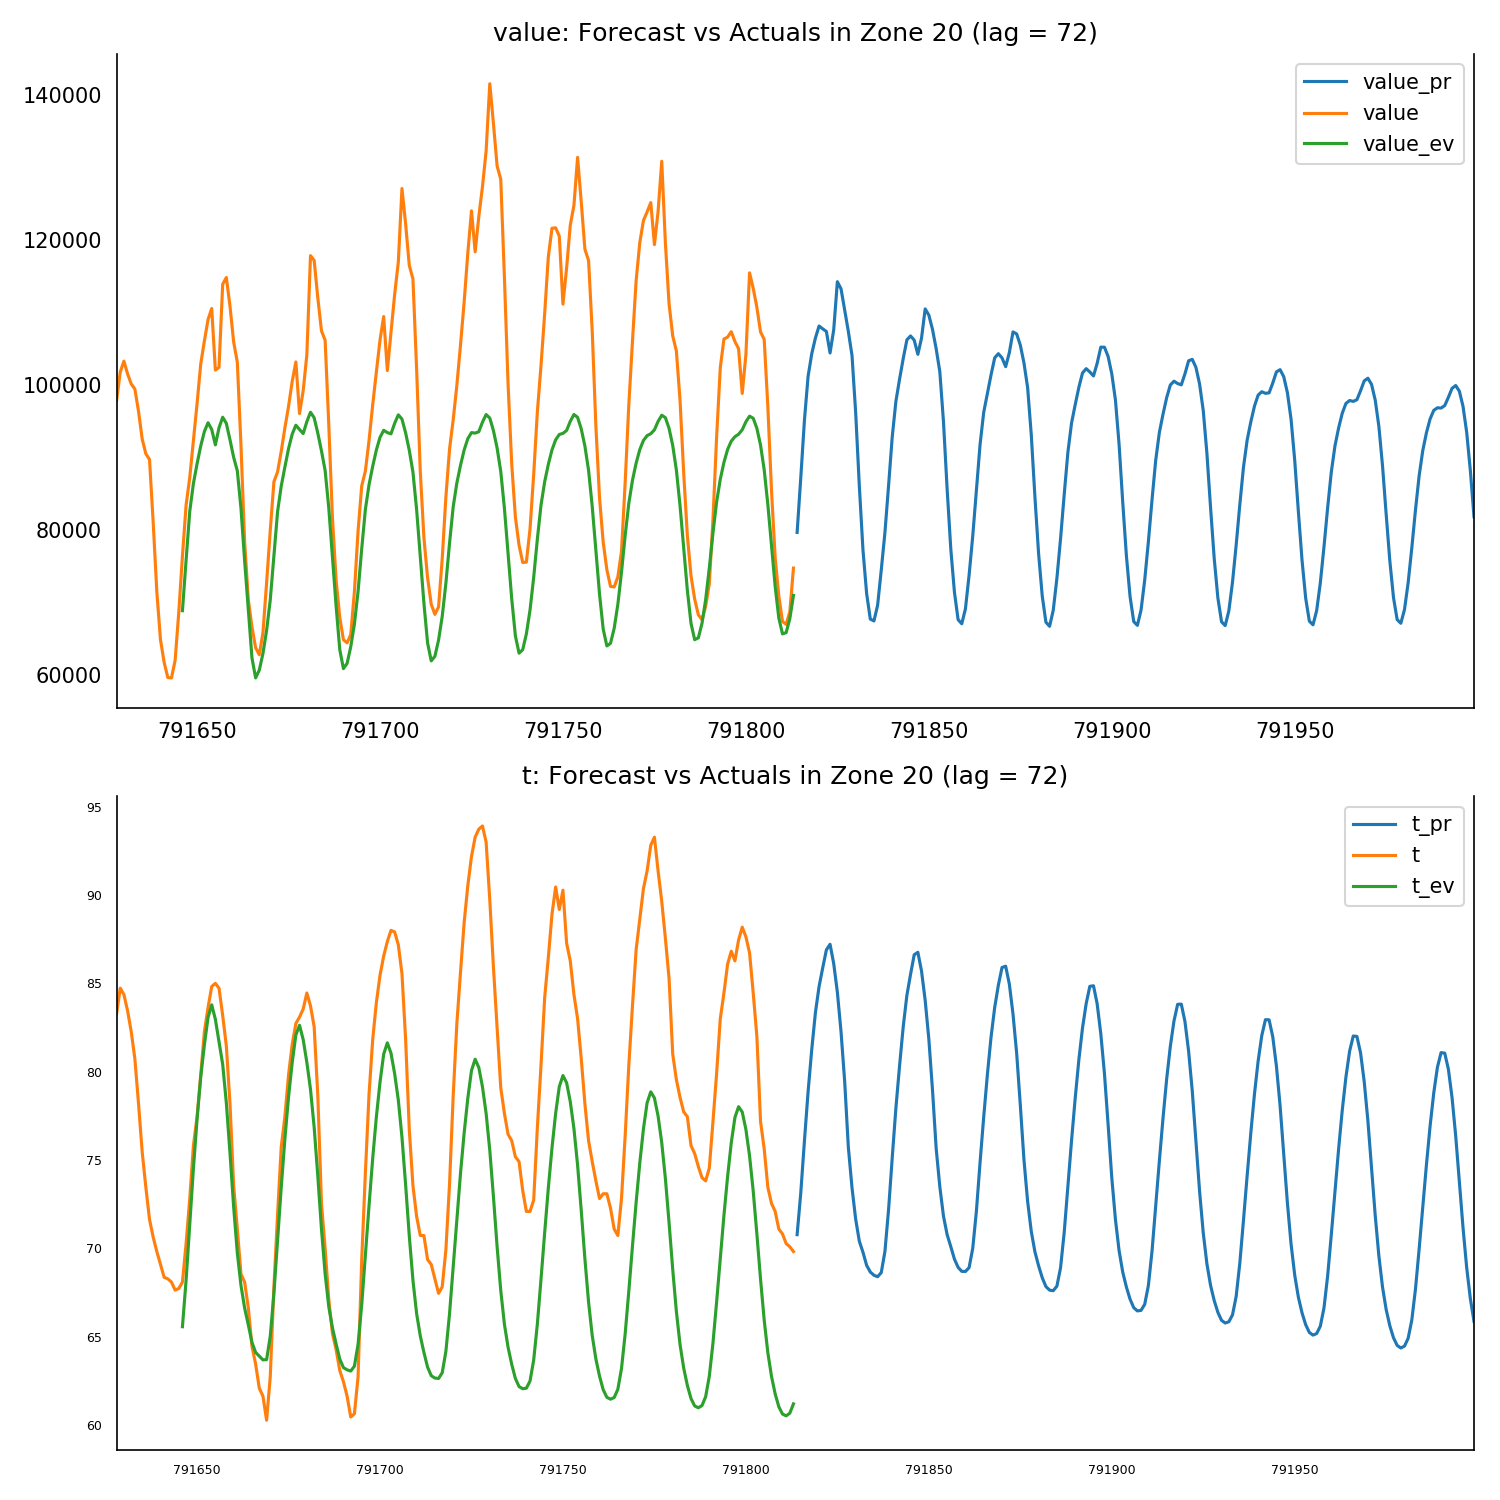 value: Forecast vs Actuals in Zone 20 (lag = 72)
140000
120000
100000
80000
60000
value_pr
value
value_ev
791650 791700 791750 791800 791850 791900 791950
t: Forecast vs Actuals in Zone 20 (lag = 72)
95
90
85
80
75
70
65
60
t_pr
t
t_ev
791650 791700 791750 791800 791850 791900 791950